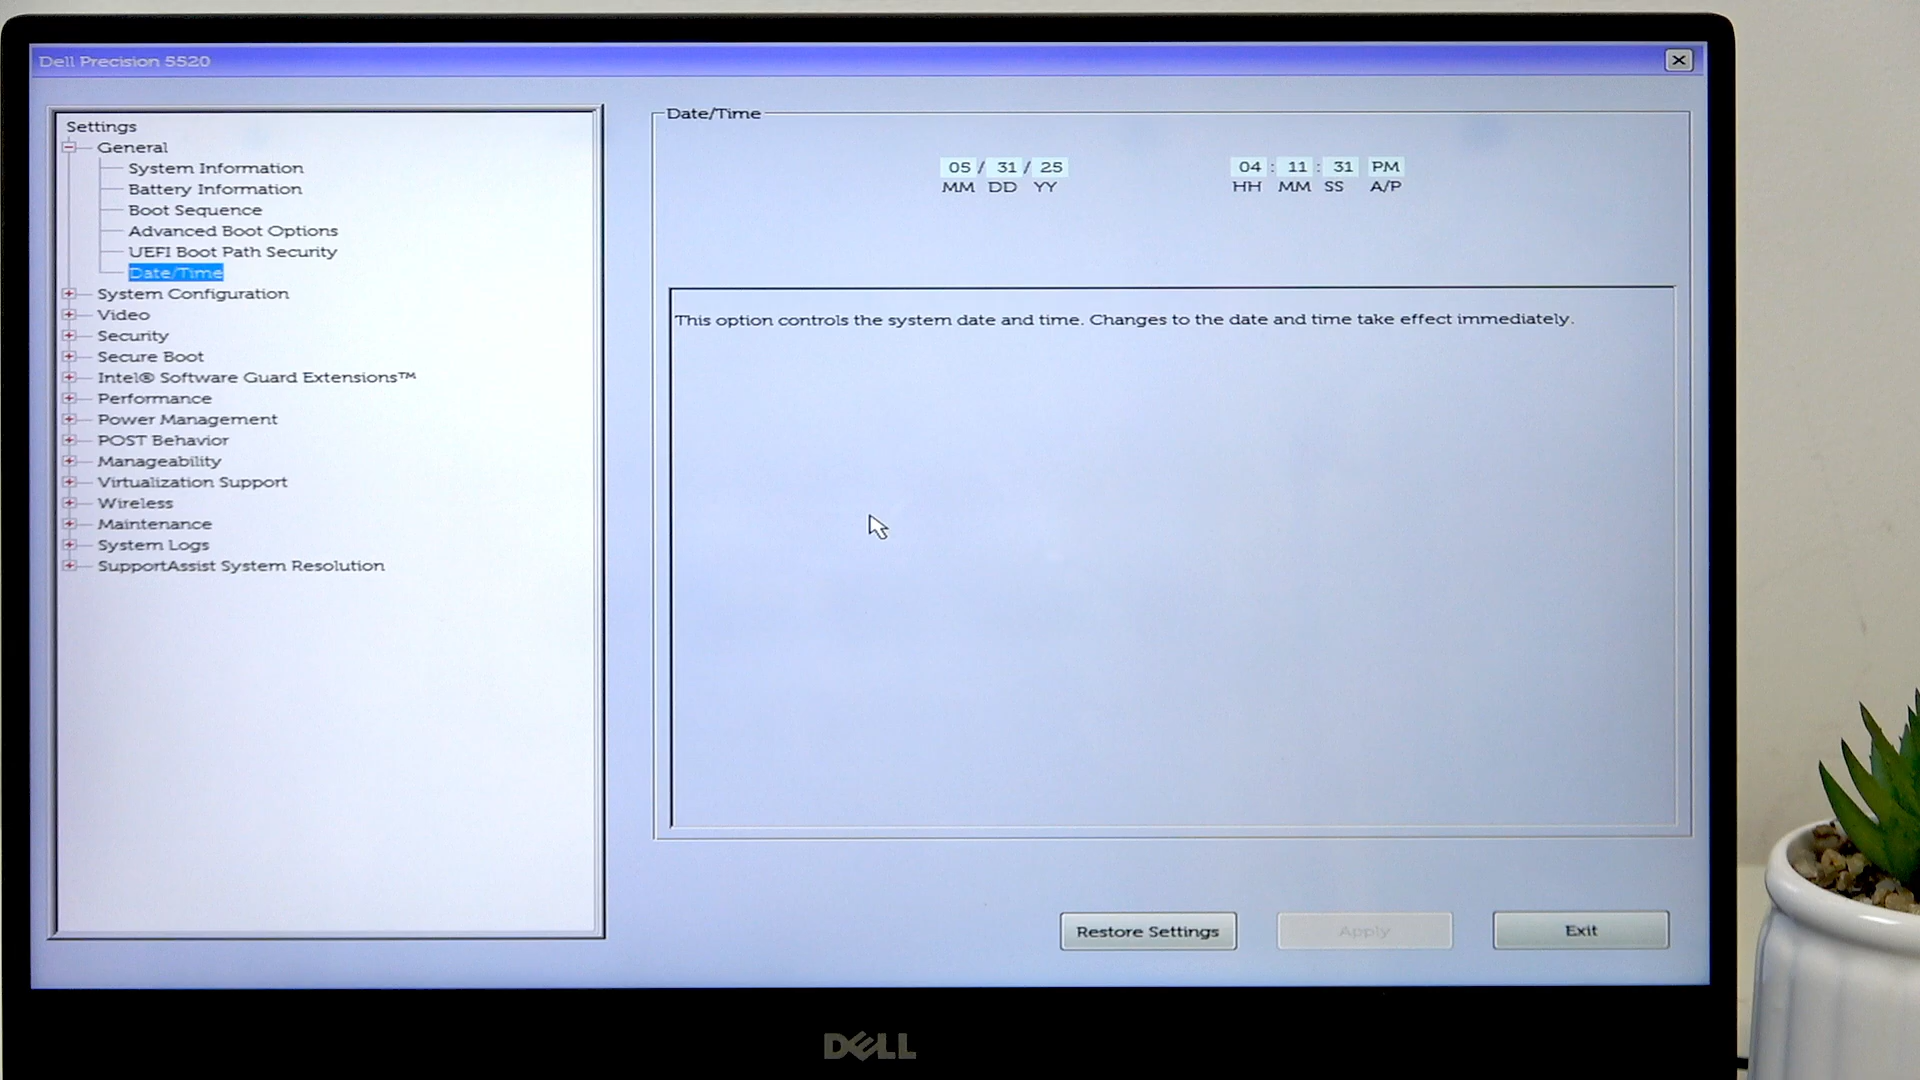 Dell Precision 5520
Settings
General
System Information
Battery Information
Boot Sequence
Advanced Boot Options
UEFI Boot Path Security
Date/Time
System Configuration
Video
Security
Secure Boot
Intel® Software Guard Extensions™
Performance
Power Management
POST Behavior
Manageability
Virtualization Support
Wireless
Maintenance
System Logs
SupportAssist System Resolution
Date/Time
05 / 31 / 25
MM DD YY
04 : 11 : 31 PM
HH MM SS A/P
This option controls the system date and time. Changes to the date and time take effect immediately.
Restore Settings
Apply
Exit
DELL